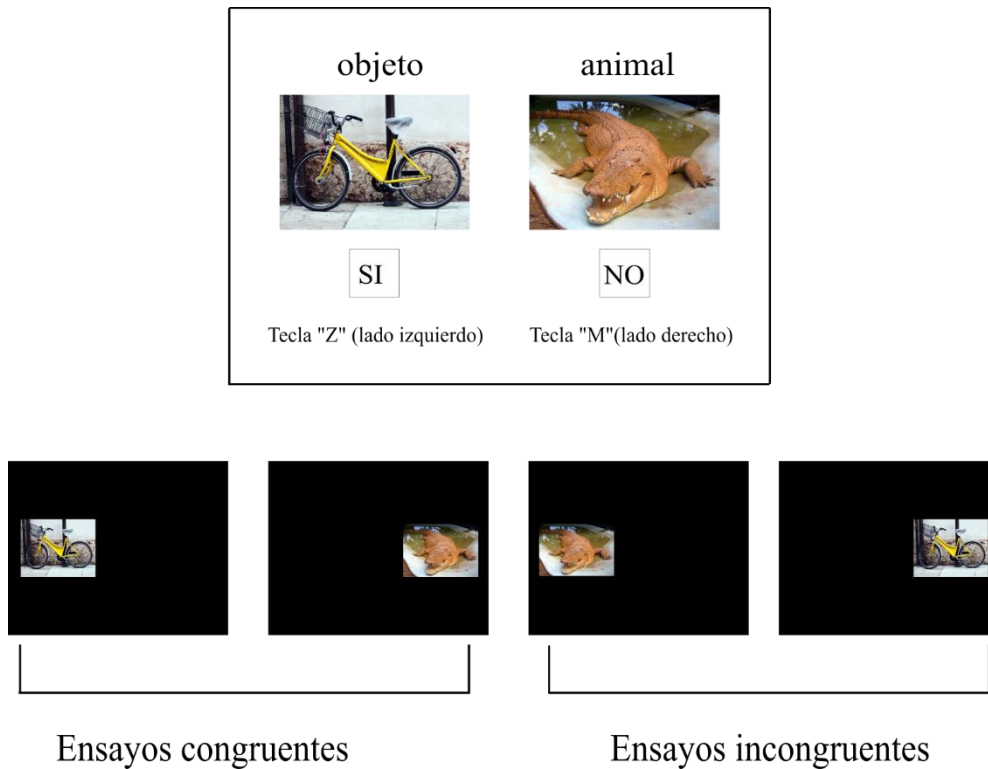 objeto animal
SI NO
Tecla "Z" (lado izquierdo) Tecla "M"(lado derecho)
Ensayos congruentes Ensayos incongruentes